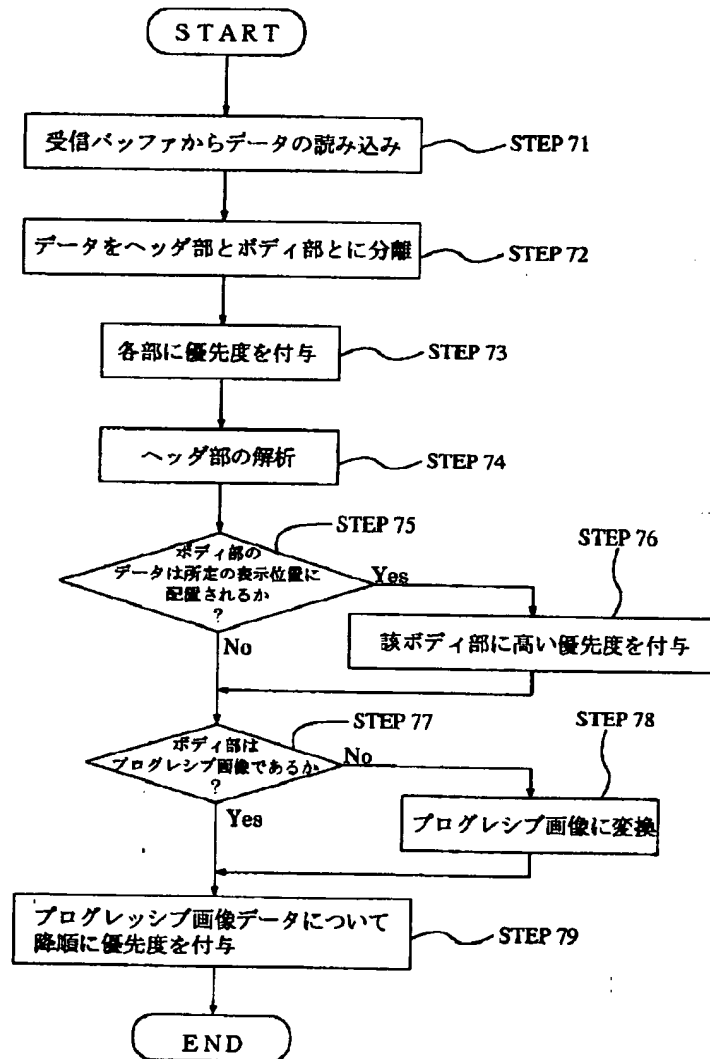 START
受信バッファからデータの読み込み
STEP 71
データをヘッダ部とボディ部とに分離
STEP 72
各部に優先度を付与
STEP 73
ヘッダ部の解析
STEP 74
STEP 75
ボディ部の
データは所定の表示位置に
配置されるか
?
Yes
No
STEP 76
該ボディ部に高い優先度を付与
STEP 77
ボディ部は
プログレシブ画像であるか
?
No
Yes
STEP 78
プログレシブ画像に変換
プログレッシブ画像データについて
降順に優先度を付与
STEP 79
END